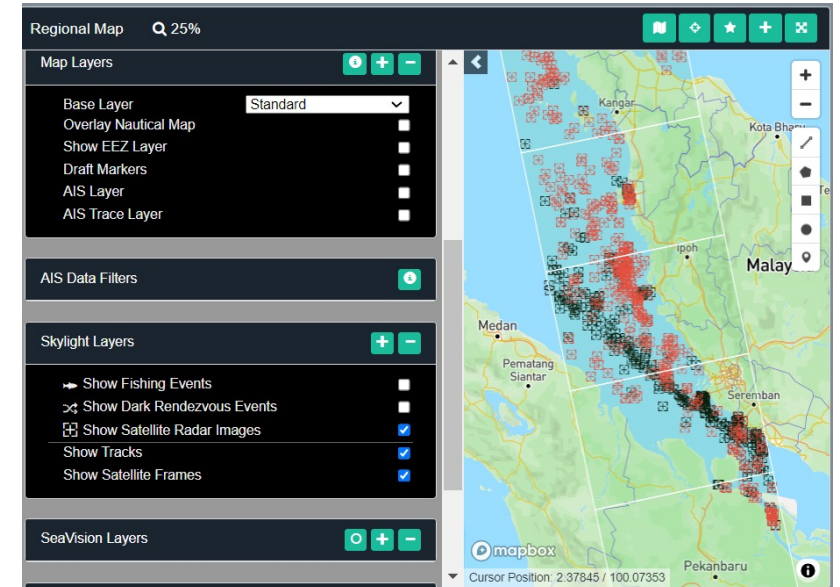 Regional Map 25%
Map Layers
Base Layer Standard
Overlay Nautical Map
Show EEZ Layer
Draft Markers
AIS Layer
AIS Trace Layer
AIS Data Filters
Skylight Layers
Show Fishing Events
Show Dark Rendezvous Events
Show Satellite Radar Images
Show Tracks
Show Satellite Frames
SeaVision Layers
Kangar
Kota Bharu
Te
Ipoh
Malay
Medan
Pematang
Siantar
Seremban
Pekanbaru
mapbox
Cursor Position: 2.37845 / 100.07353